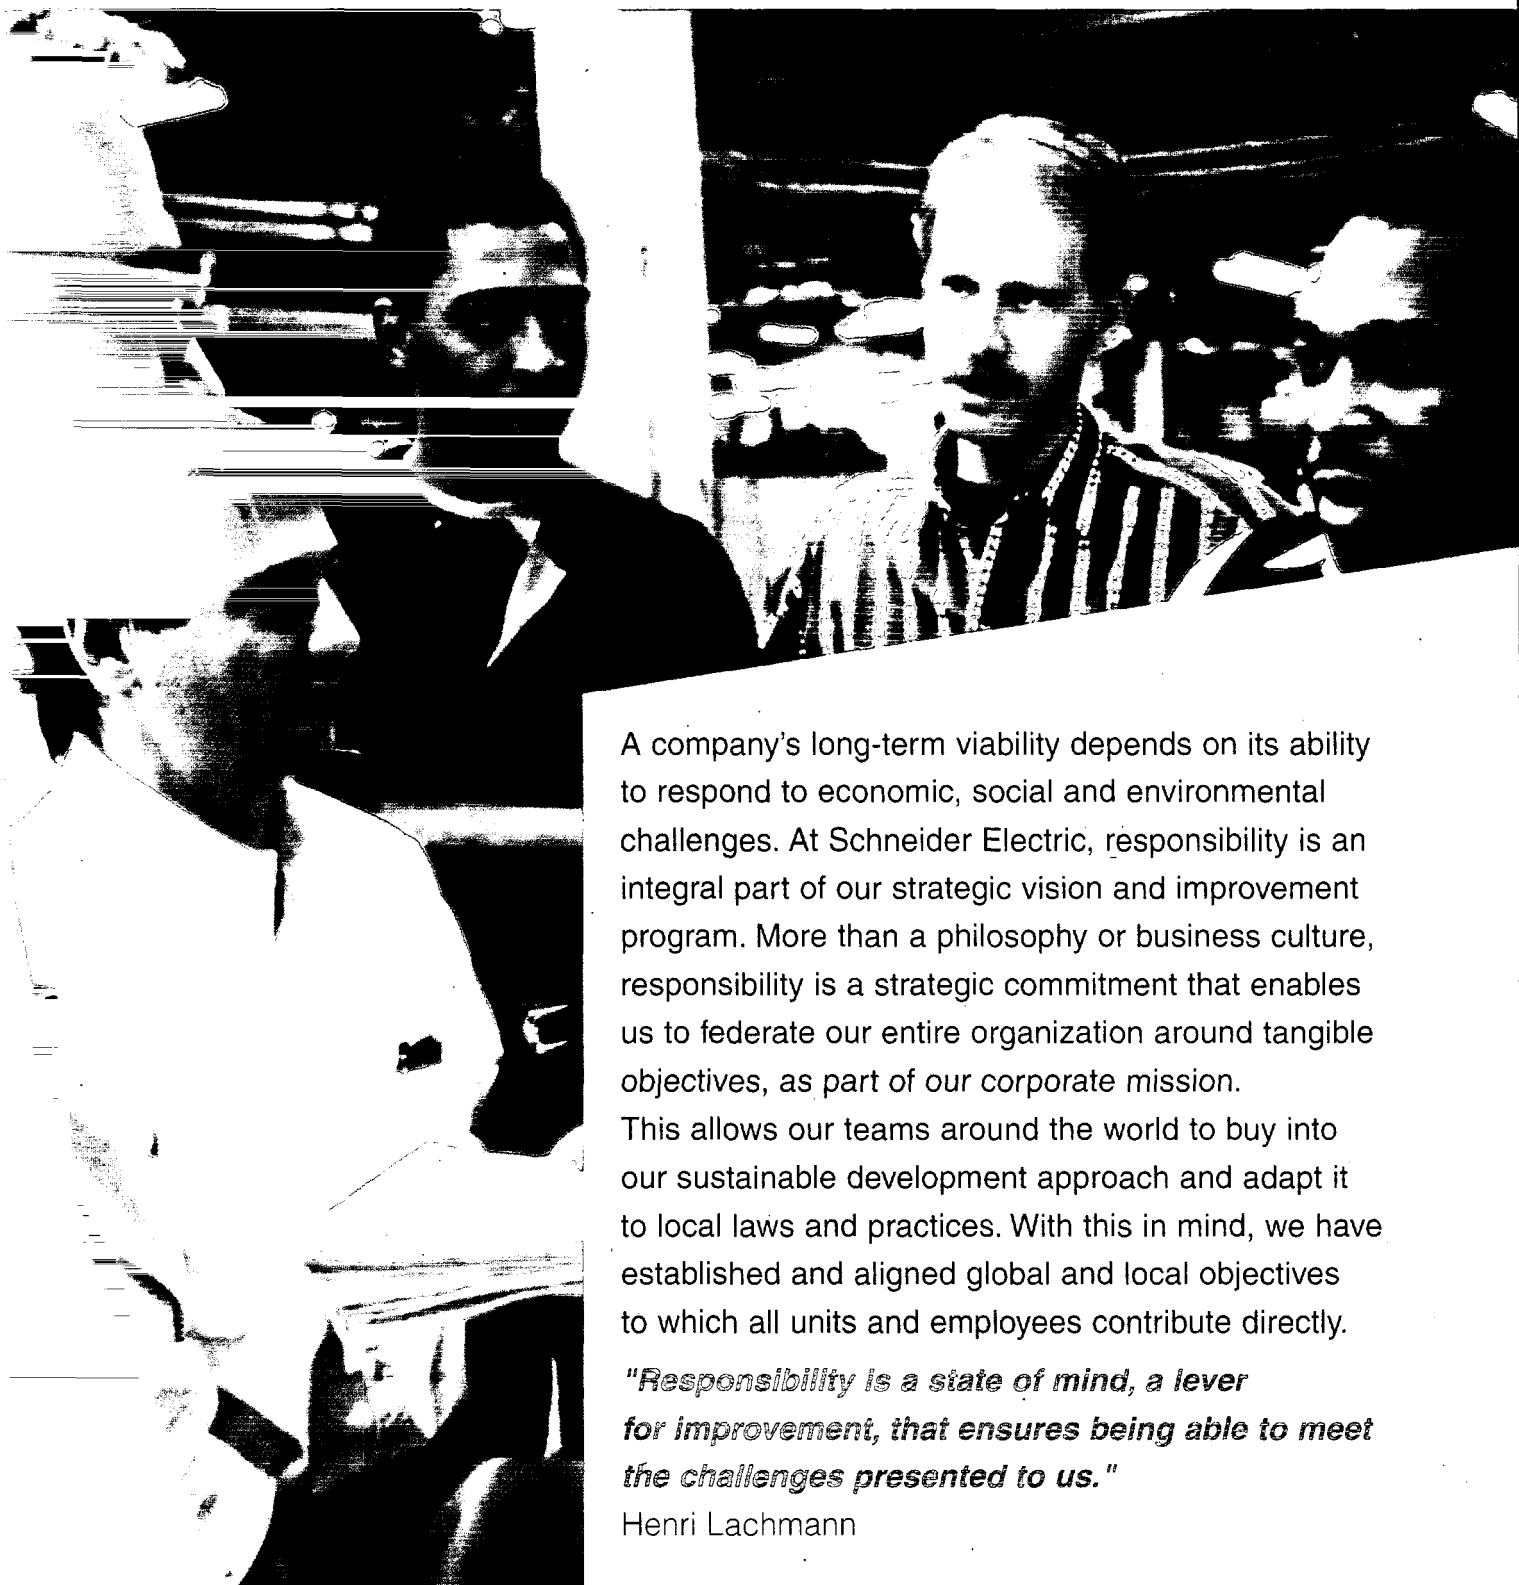 A company's long-term viability depends on its ability
to respond to economic, social and environmental
challenges. At Schneider Electric, responsibility is an
integral part of our strategic vision and improvement
program. More than a philosophy or business culture,
responsibility is a strategic commitment that enables
us to federate our entire organization around tangible
objectives, as part of our corporate mission.
This allows our teams around the world to buy into
our sustainable development approach and adapt it
to local laws and practices. With this in mind, we have
established and aligned global and local objectives
to which all units and employees contribute directly.
"Responsibility is a state of mind, a lever
for improvement, that ensures being able to meet
the challenges presented to us."
Henri Lachmann